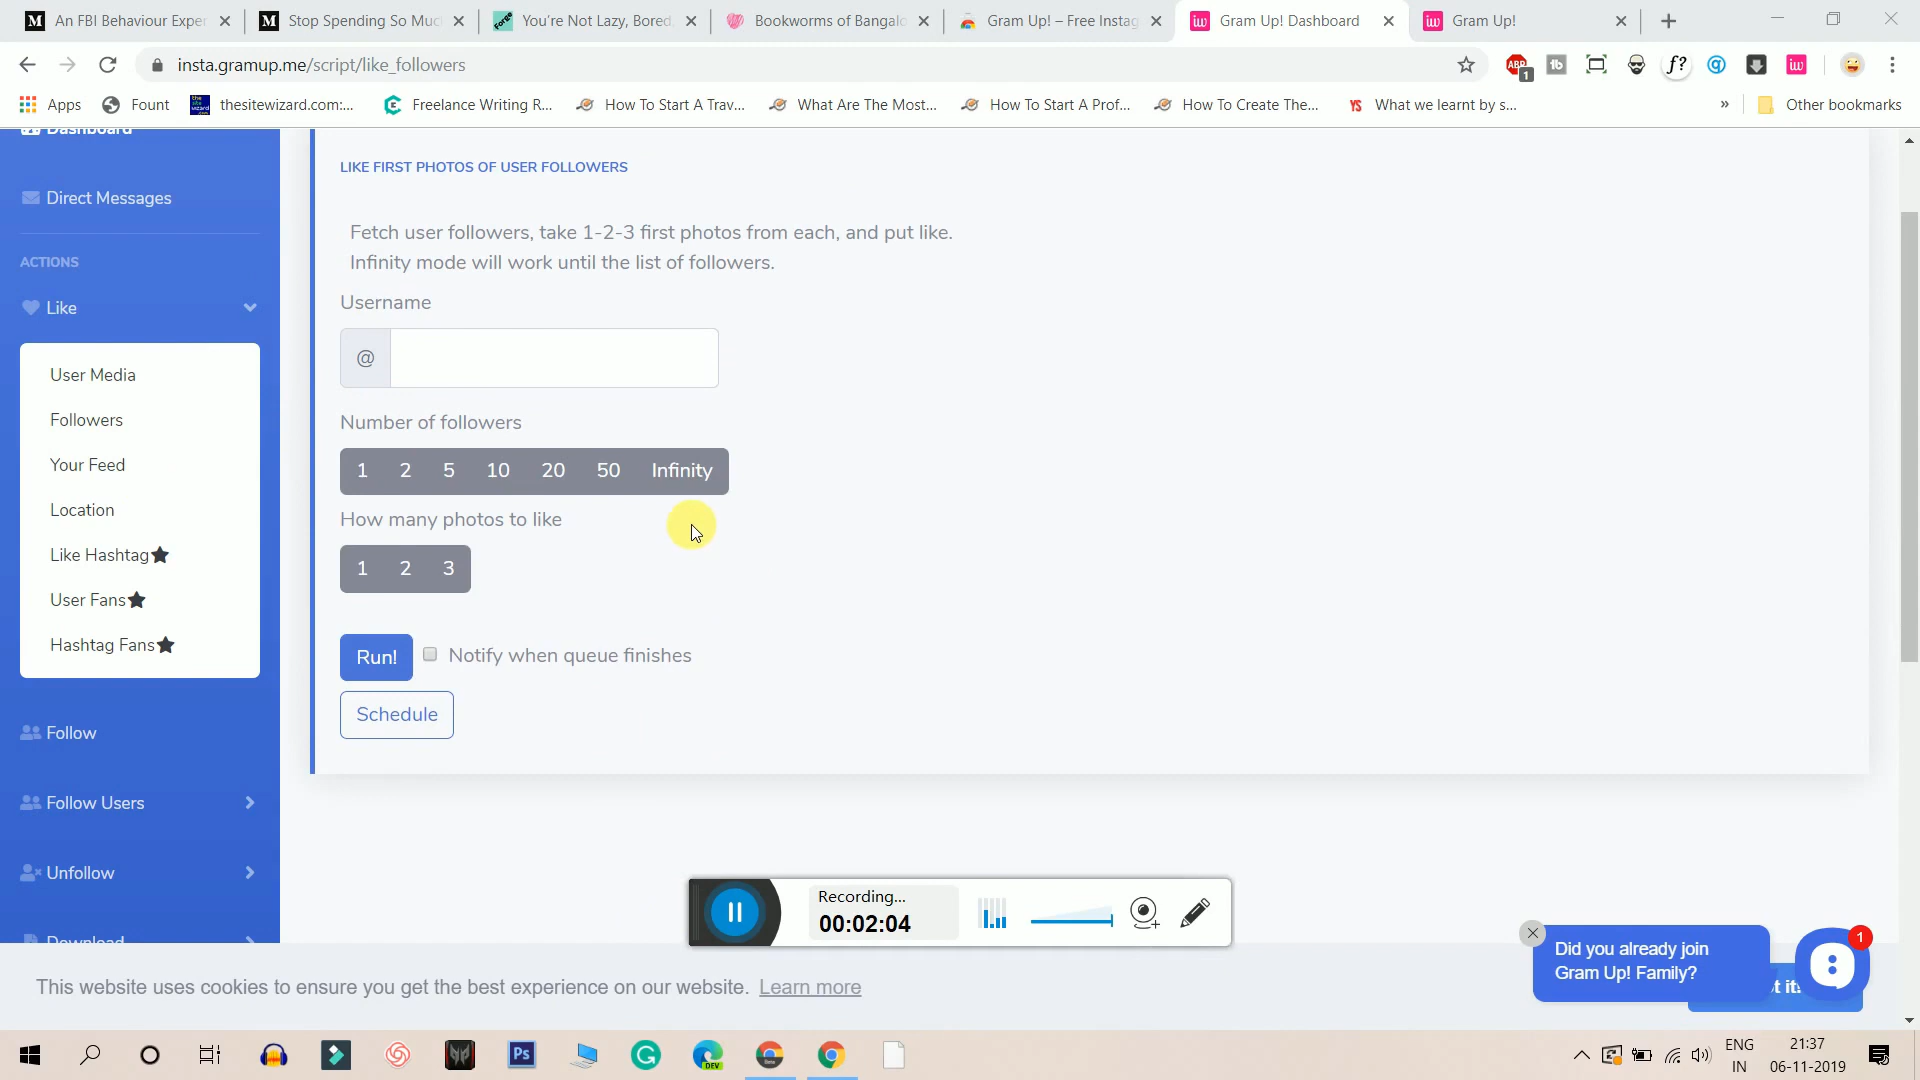 An FBI Behaviour Exper
Stop Spending So Muc
You're Not Lazy, Bored,
Bookworms of Bangalo
Gram Up! – Free Instag
Gram Up! Dashboard
Gram Up!
insta.gramup.me/script/like_followers
Apps
Fount
thesitewizard.com:...
Freelance Writing R...
How To Start A Trav...
What Are The Most...
How To Start A Prof...
How To Create The...
What we learnt by s...
»
Other bookmarks
Dashboard
Direct Messages
ACTIONS
Like
User Media
Followers
Your Feed
Location
Like Hashtag
User Fans
Hashtag Fans
Follow
Follow Users
Unfollow
Download
LIKE FIRST PHOTOS OF USER FOLLOWERS
Fetch user followers, take 1-2-3 first photos from each, and put like.
Infinity mode will work until the list of followers.
Username
@
Number of followers
1 2 5 10 20 50 Infinity
How many photos to like
1 2 3
Run!
Notify when queue finishes
Schedule
Recording...
00:02:04
Did you already join
Gram Up! Family?
1
This website uses cookies to ensure you get the best experience on our website. Learn more
ENG
IN
21:37
06-11-2019